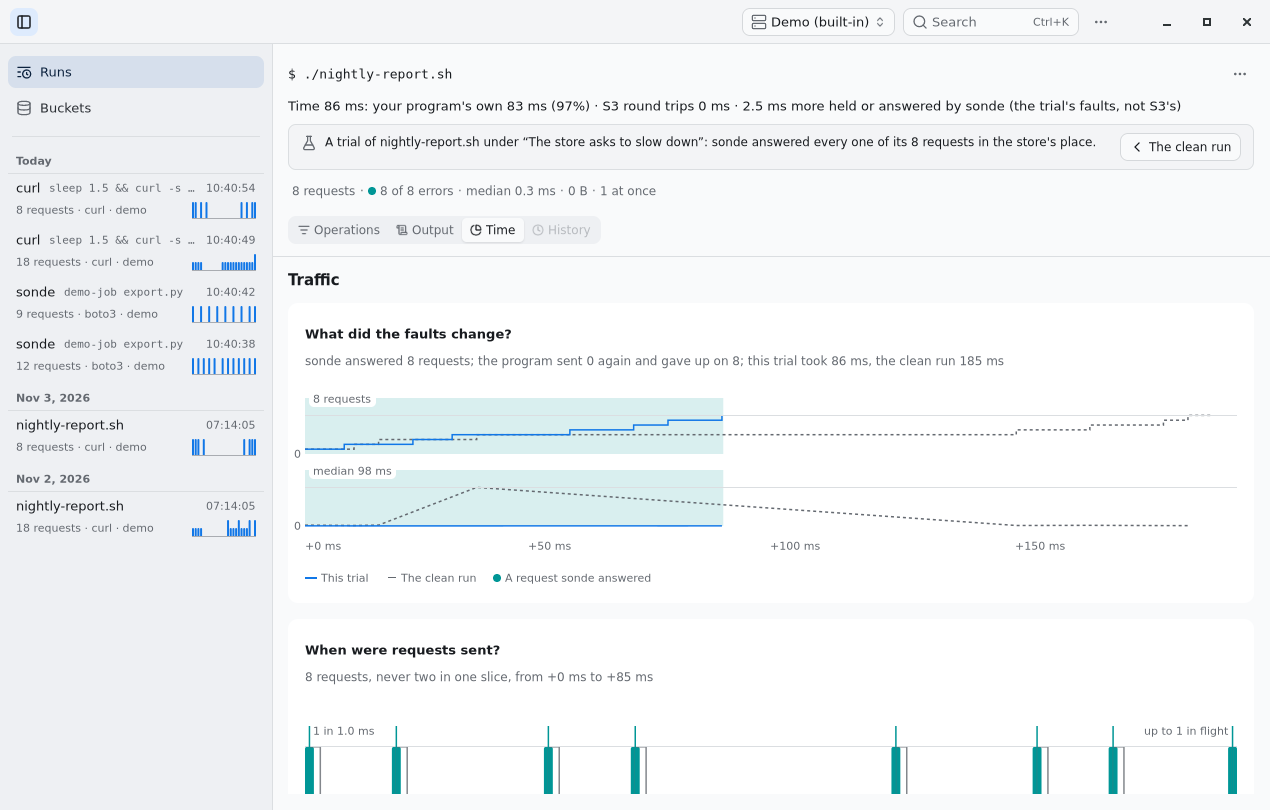 Demo (built-in)
Search Ctrl+K
Runs
Buckets
Today
curl sleep 1.5 && curl -s … 10:40:54
8 requests · curl · demo
curl sleep 1.5 && curl -s … 10:40:49
18 requests · curl · demo
sonde demo-job export.py 10:40:42
9 requests · boto3 · demo
sonde demo-job export.py 10:40:38
12 requests · boto3 · demo
Nov 3, 2026
nightly-report.sh 07:14:05
8 requests · curl · demo
Nov 2, 2026
nightly-report.sh 07:14:05
18 requests · curl · demo
$ ./nightly-report.sh
Time 86 ms: your program's own 83 ms (97%) · S3 round trips 0 ms · 2.5 ms more held or answered by sonde (the trial's faults, not S3's)
A trial of nightly-report.sh under “The store asks to slow down”: sonde answered every one of its 8 requests in the store's place.
The clean run
8 requests · 8 of 8 errors · median 0.3 ms · 0 B · 1 at once
Operations Output Time History
Traffic
What did the faults change?
sonde answered 8 requests; the program sent 0 again and gave up on 8; this trial took 86 ms, the clean run 185 ms
8 requests
0
median 98 ms
0
+0 ms +50 ms +100 ms +150 ms
This trial The clean run A request sonde answered
When were requests sent?
8 requests, never two in one slice, from +0 ms to +85 ms
1 in 1.0 ms up to 1 in flight